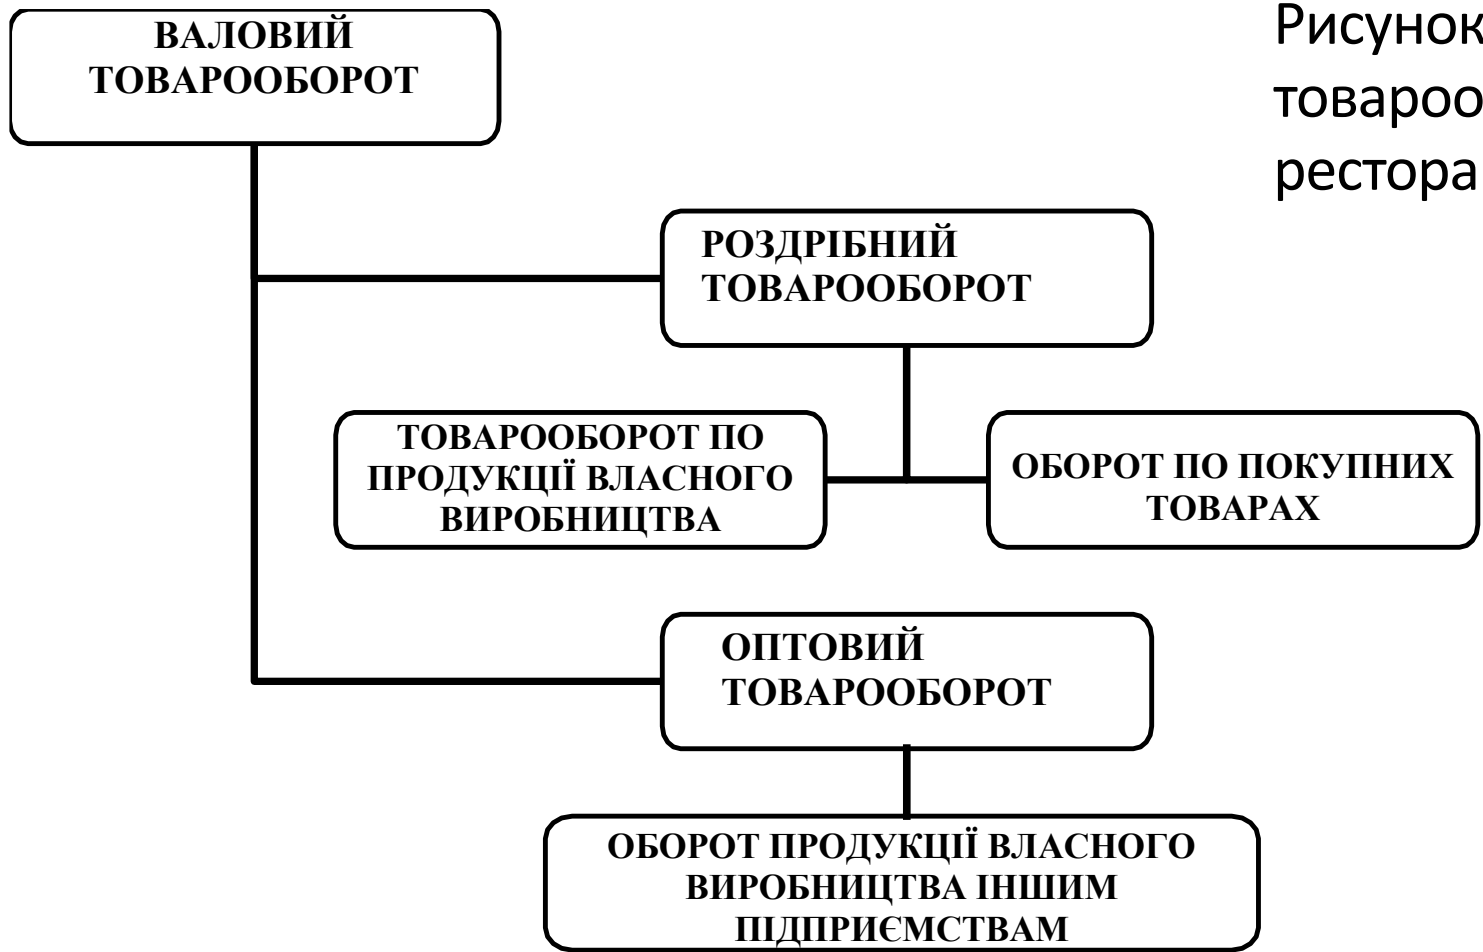 Рисунок
товароо
рестора
ВАЛОВИЙ
ТОВАРООБОРОТ
РОЗДРІБНИЙ
ТОВАРООБОРОТ
ТОВАРООБОРОТ ПО
ПРОДУКЦІЇ ВЛАСНОГО
ВИРОБНИЦТВА
ОБОРОТ ПО ПОКУПНИХ
ТОВАРАХ
ОПТОВИЙ
ТОВАРООБОРОТ
ОБОРОТ ПРОДУКЦІЇ ВЛАСНОГО
ВИРОБНИЦТВА ІНШИМ
ПІДПРИЄМСТВАМ